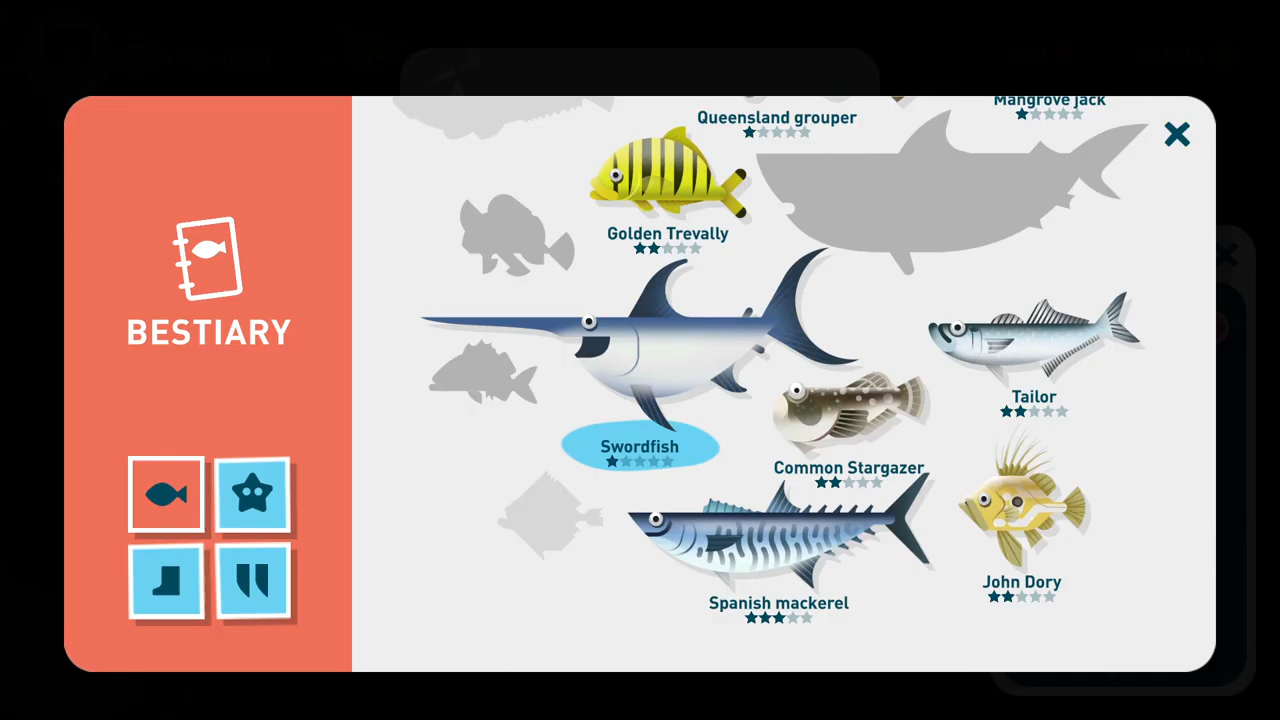 BESTIARY
Mangrove jack
Queensland grouper
Golden Trevally
Tailor
Swordfish
Common Stargazer
John Dory
Spanish mackerel